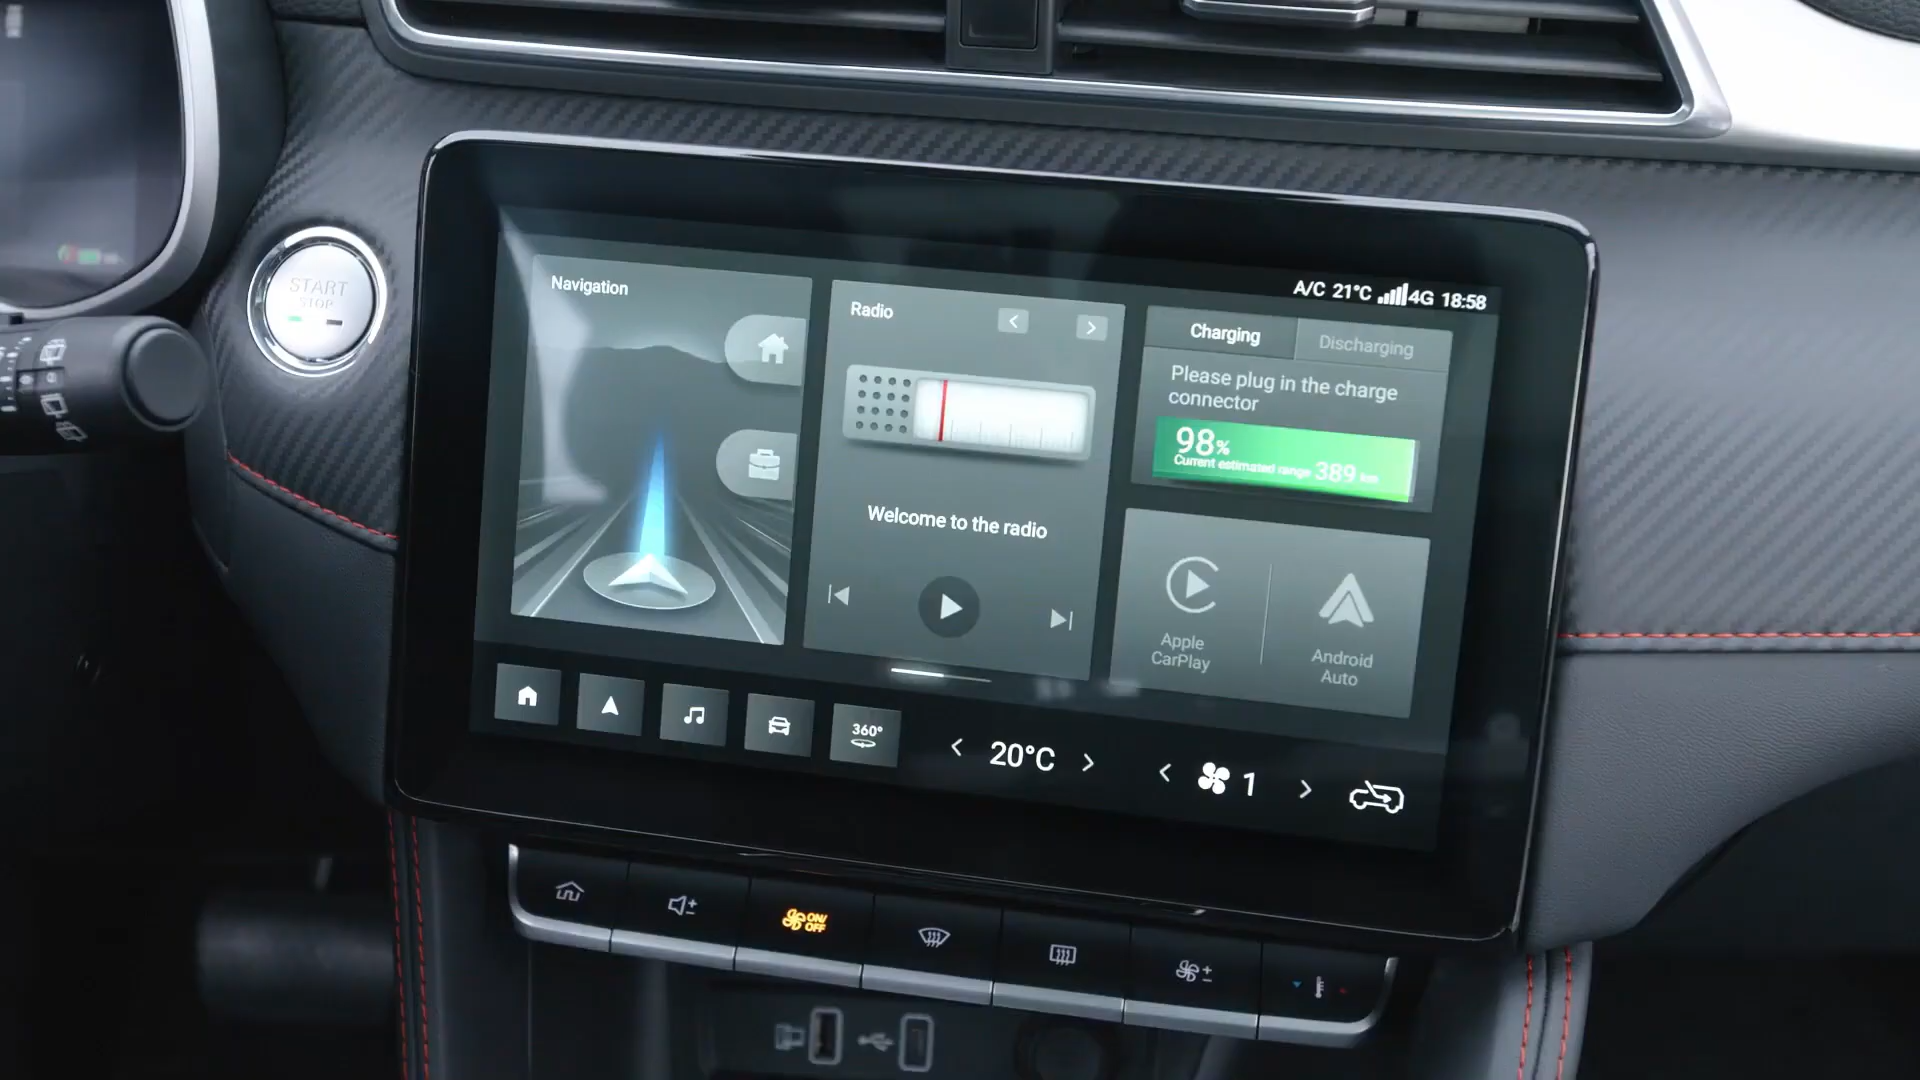 START
STOP
Navigation
Radio
A/C 21°C 4G 18:58
Charging
Discharging
Please plug in the charge
connector
98%
Current estimated range 389 km
Welcome to the radio
Apple
CarPlay
Android
Auto
360°
20°C
1
ON/
OFF